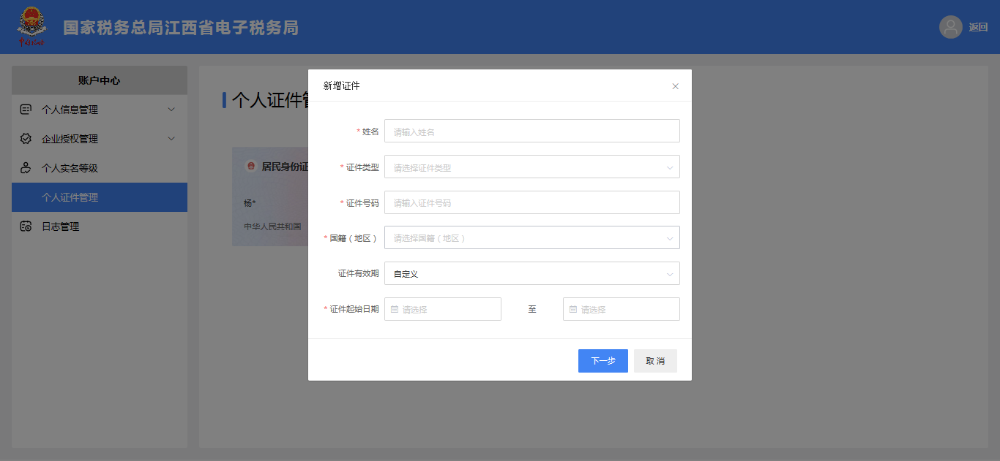 国家税务总局江西省电子税务局
返回
账户中心
个人信息管理
企业授权管理
个人实名等级
个人证件管理
日志管理
个人证件管
居民身份证
杨*
中华人民共和国
新增证件
* 姓名 请输入姓名
* 证件类型 请选择证件类型
* 证件号码 请输入证件号码
* 国籍（地区） 请选择国籍（地区）
证件有效期 自定义
* 证件起始日期 请选择 至 请选择
下一步 取 消